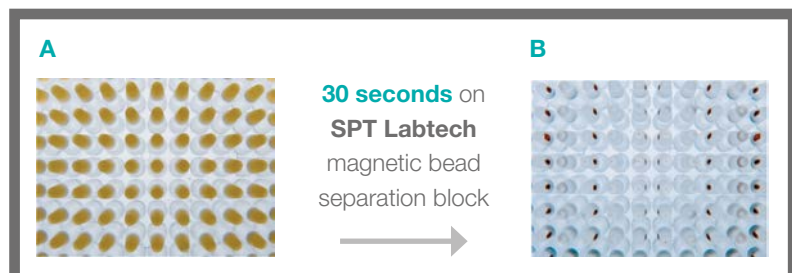 A
B
30 seconds on
SPT Labtech
magnetic bead
separation block